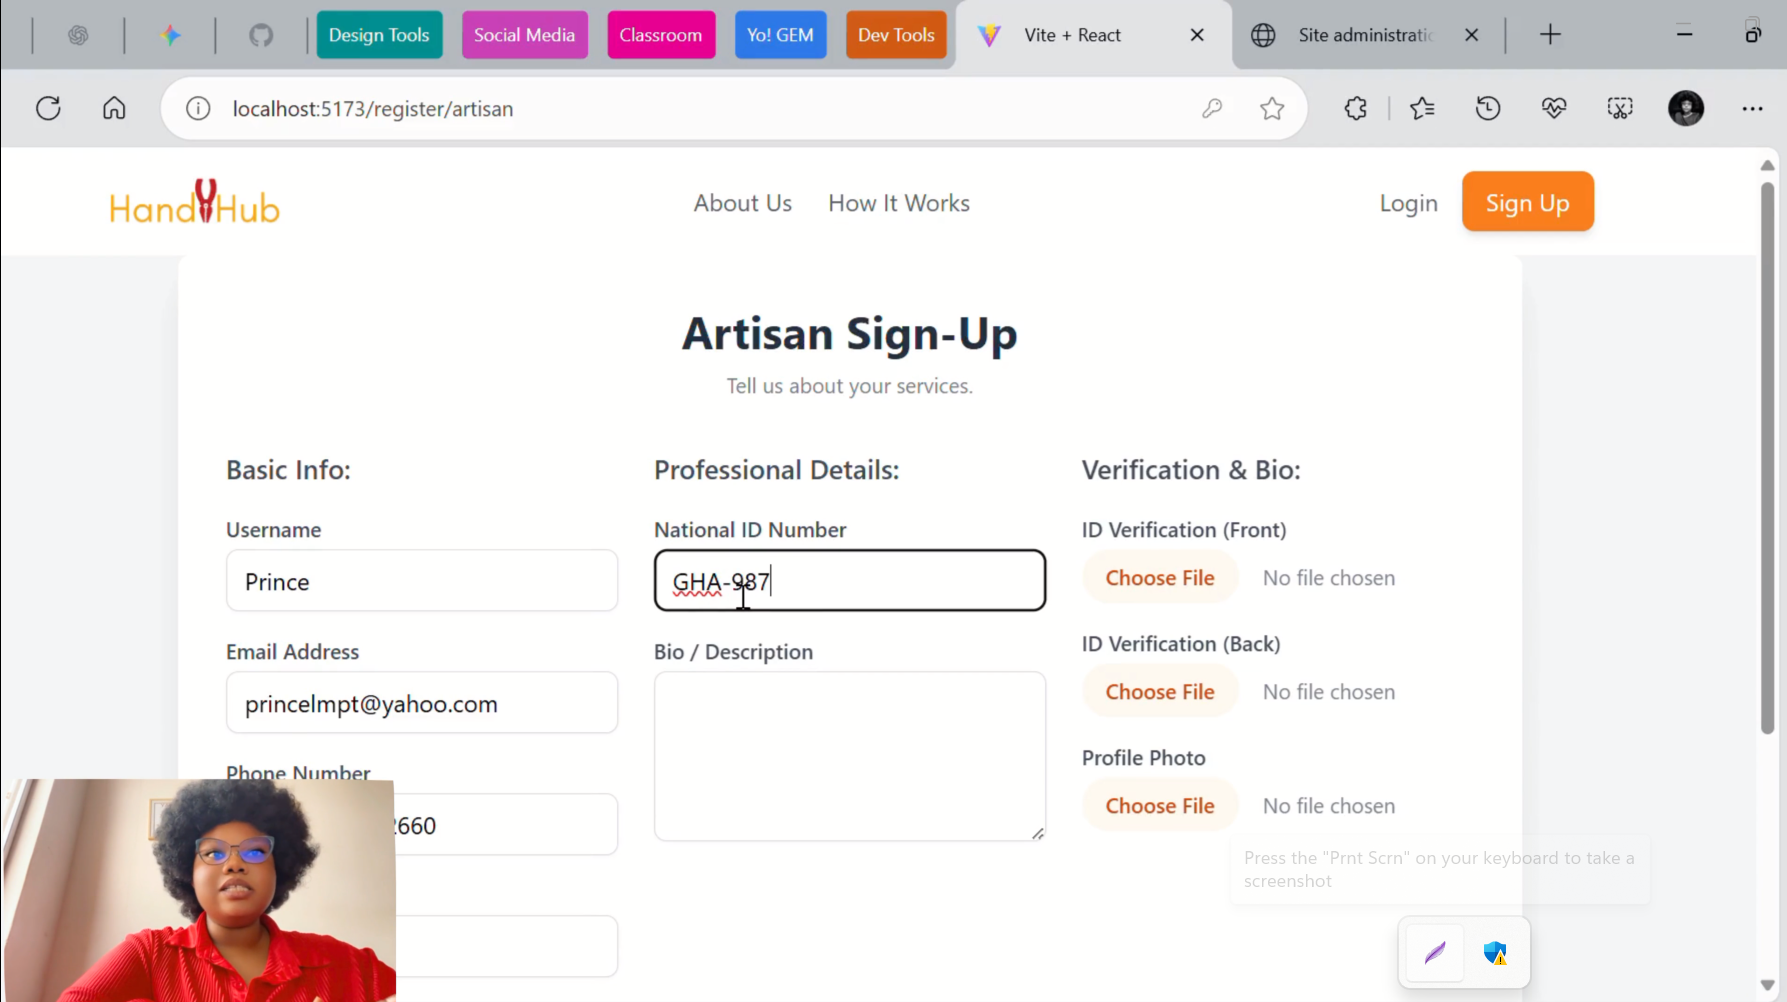 Design Tools
Social Media
Classroom
Yo! GEM
Dev Tools
Vite + React
Site administratio
localhost:5173/register/artisan
HandyHub
About Us
How It Works
Login
Sign Up
Artisan Sign-Up
Tell us about your services.
Basic Info:
Username
Prince
Email Address
princelmpt@yahoo.com
Phone Number
2660
Professional Details:
National ID Number
GHA-987
Bio / Description
Verification & Bio:
ID Verification (Front)
Choose File No file chosen
ID Verification (Back)
Choose File No file chosen
Profile Photo
Choose File No file chosen
Press the "Prnt Scrn" on your keyboard to take a
screenshot